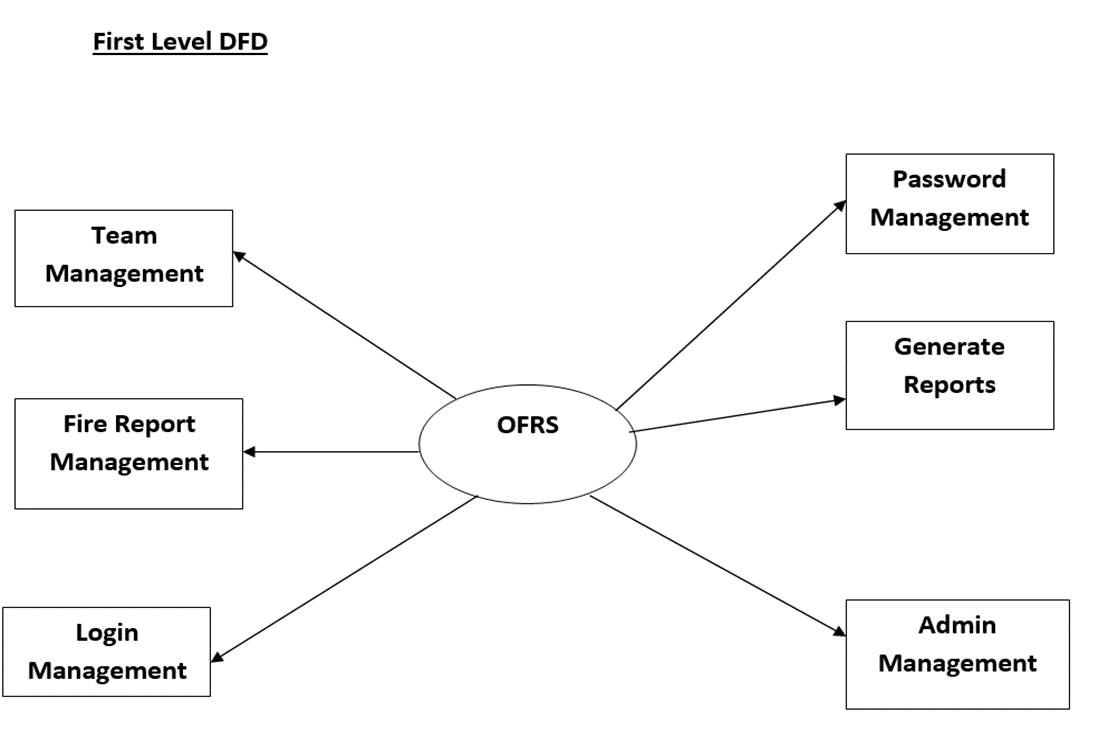 First Level DFD
Password
Management
Team
Management
Generate
Reports
Fire Report
Management
OFRS
Login
Management
Admin
Management